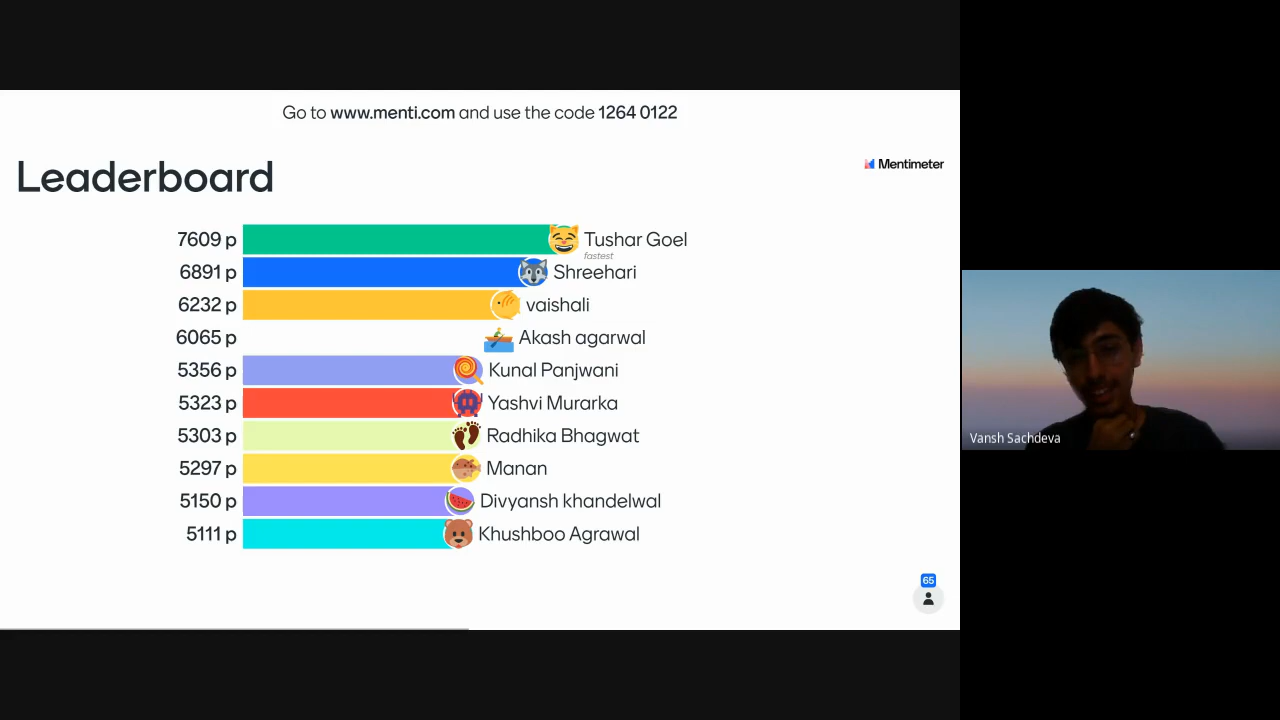 Go to www.menti.com and use the code 1264 0122
Leaderboard
Mentimeter
7609 p Tushar Goel
fastest
6891 p Shreehari
6232 p vaishali
6065 p Akash agarwal
5356 p Kunal Panjwani
5323 p Yashvi Murarka
5303 p Radhika Bhagwat
5297 p Manan
5150 p Divyansh khandelwal
5111 p Khushboo Agrawal
65
Vansh Sachdeva